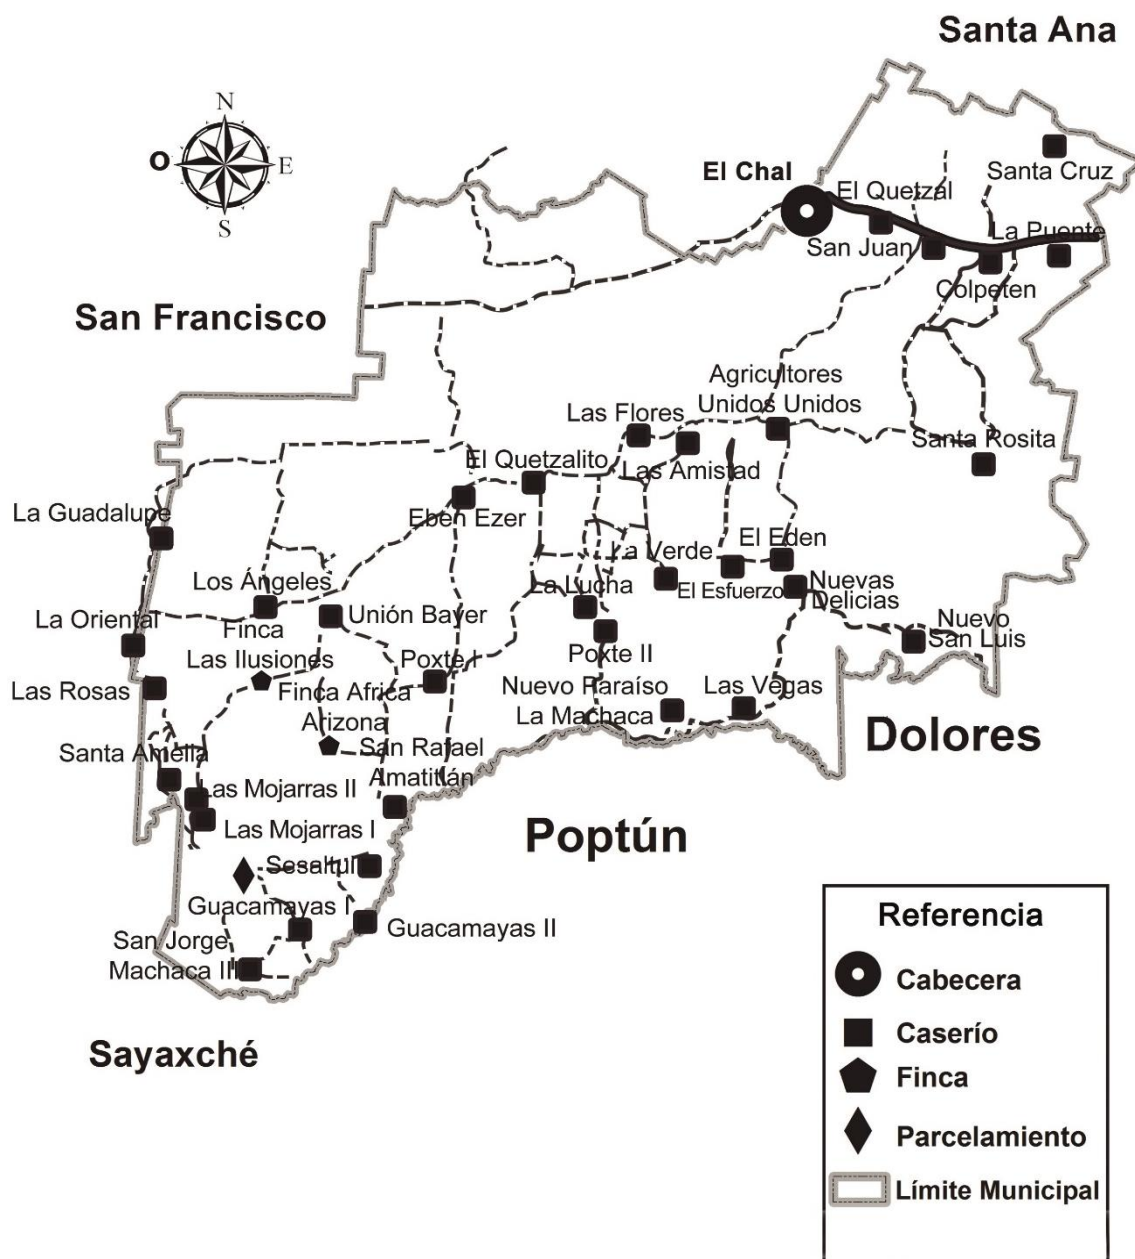 Santa Ana
N
O
E
S
El Chal
Santa Cruz
El Quetzal
La Puente
San Juan
Colpeten
San Francisco
Agricultores
Unidos Unidos
Las Flores
Santa Rosita
Las Amistad
El Quetzalito
Eben Ezer
La Guadalupe
El Eden
La Verde
El Esfuerzo
Nuevas
Delicias
Los Ángeles
La Lucha
Unión Bayer
La Oriental
Nuevo
San Luis
Finca
Las Ilusiones
Poxte I
Poxte II
Las Rosas
Finca Africa
Arizona
Nuevo Paraíso
La Machaca
Las Vegas
Dolores
Santa Amelia
San Rafael
Amatitlán
Las Mojarras II
Las Mojarras I
Poptún
Sesaltul
Guacamayas I
Guacamayas II
San Jorge
Machaca III
Sayaxché
Referencia
Cabecera
Caserío
Finca
Parcelamiento
Límite Municipal